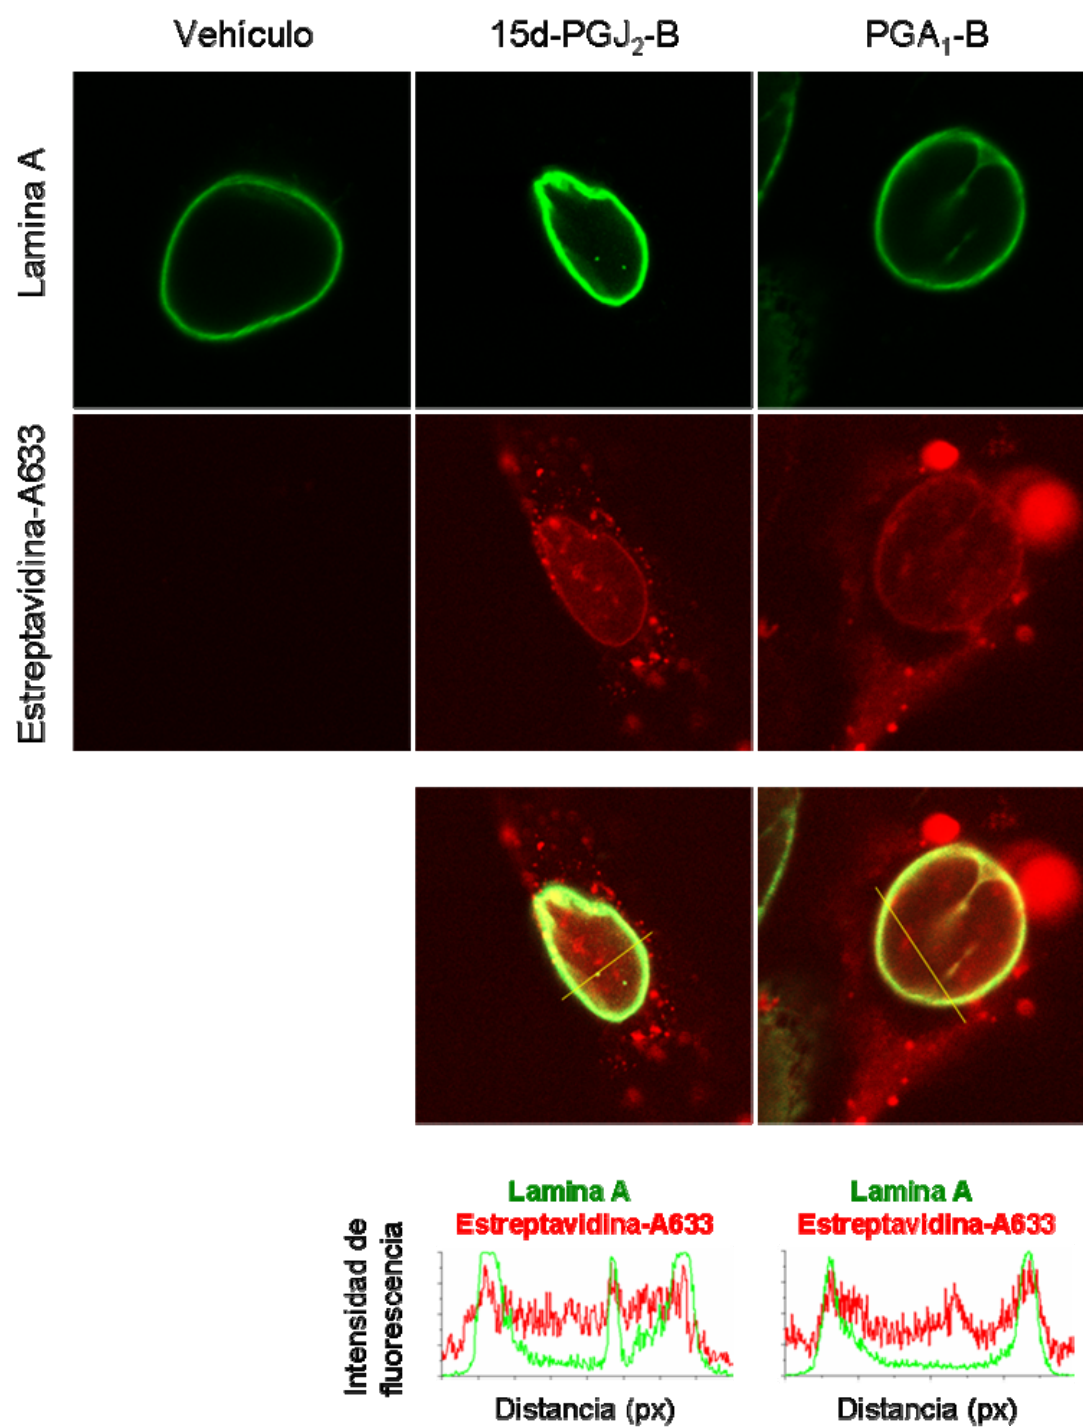 Vehículo
15d-PGJ₂-B
PGA₁-B
Lamina A
Estreptavidina-A633
Lamina A
Estreptavidina-A633
Lamina A
Estreptavidina-A633
Intensidad de
fluorescencia
Distancia (px)
Distancia (px)